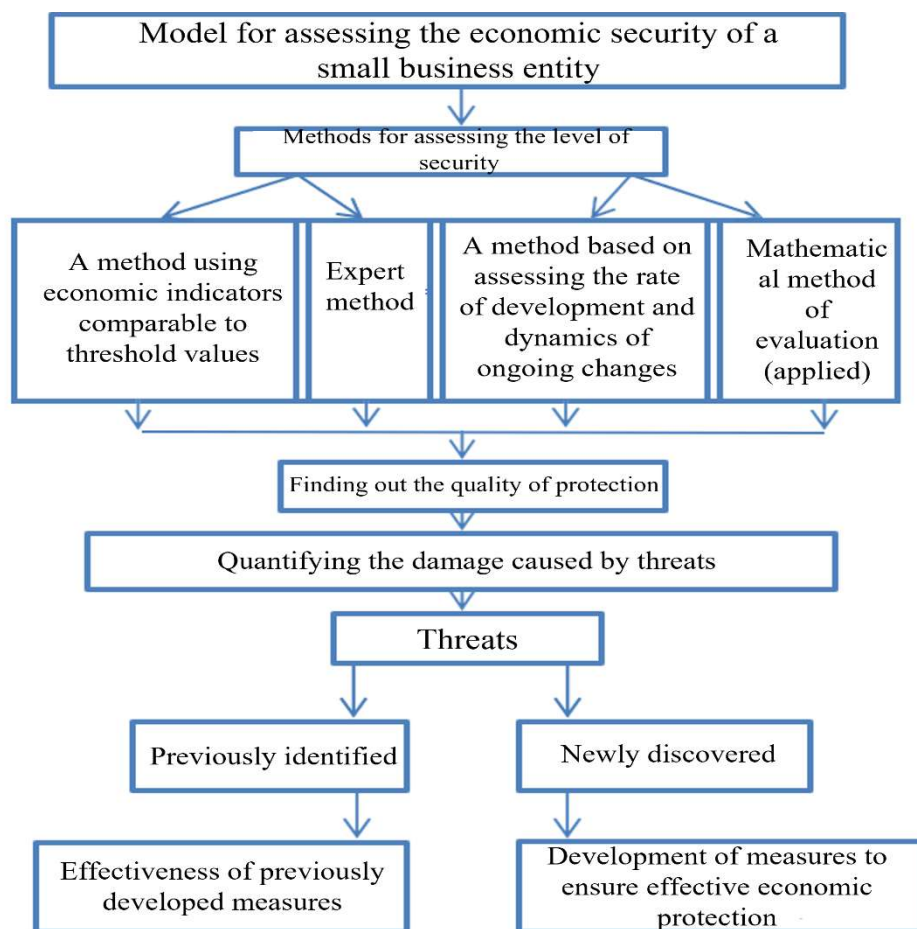 Model for assessing the economic security of a
small business entity
Methods for assessing the level of
security
A method using
economic indicators
comparable to
threshold values
Expert
method
A method based on
assessing the rate of
development and
dynamics of
ongoing changes
Mathematic
al method
of
evaluation
(applied)
Finding out the quality of protection
Quantifying the damage caused by threats
Threats
Previously identified
Newly discovered
Effectiveness of previously
developed measures
Development of measures to
ensure effective economic
protection